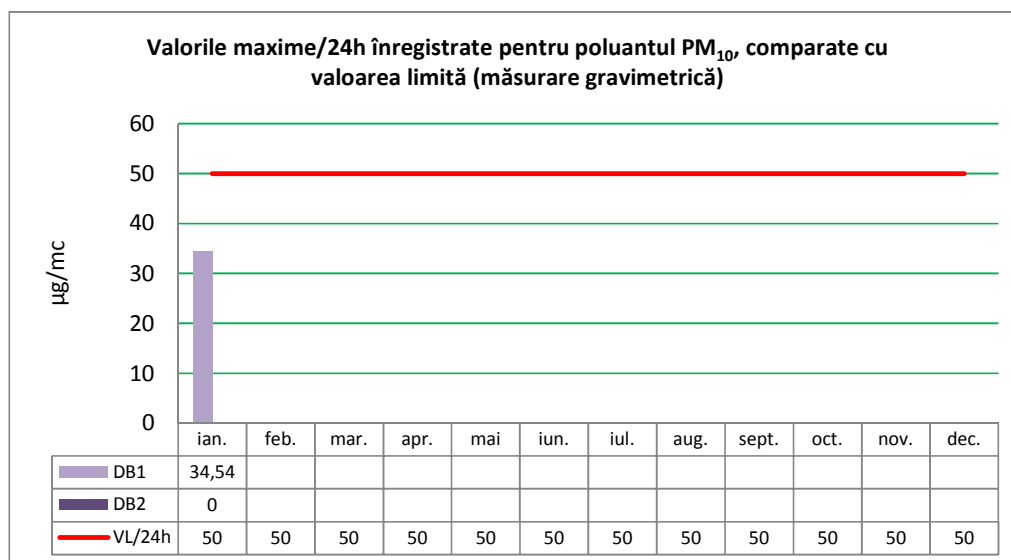 Valorile maxime/24h înregistrate pentru poluantul PM₁₀, comparate cu
valoarea limită (măsurare gravimetrică)
60
50
40
30
20
10
0
µg/mc
ian. feb. mar. apr. mai iun. iul. aug. sept. oct. nov. dec.
DB1 34,54
DB2 0
VL/24h 50 50 50 50 50 50 50 50 50 50 50 50